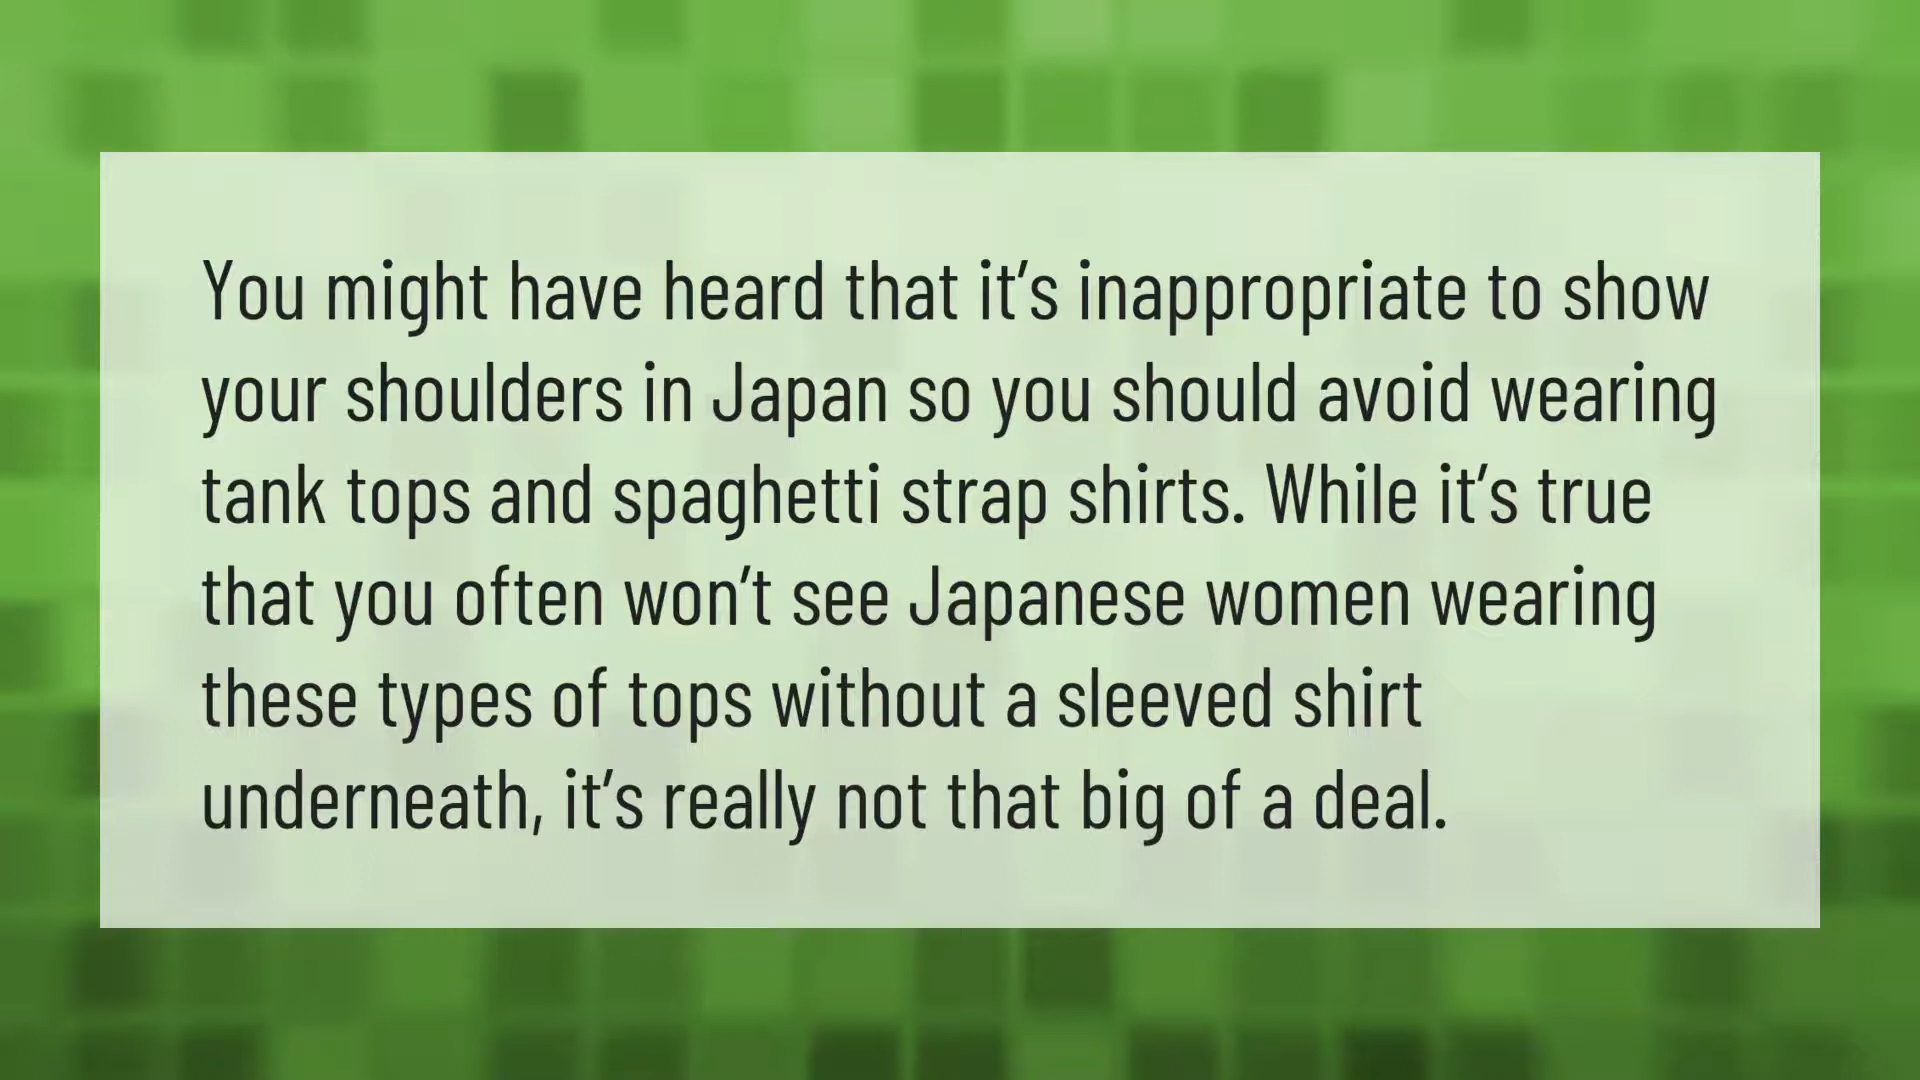 You might have heard that it’s inappropriate to show
your shoulders in Japan so you should avoid wearing
tank tops and spaghetti strap shirts. While it’s true
that you often won’t see Japanese women wearing
these types of tops without a sleeved shirt
underneath, it’s really not that big of a deal.